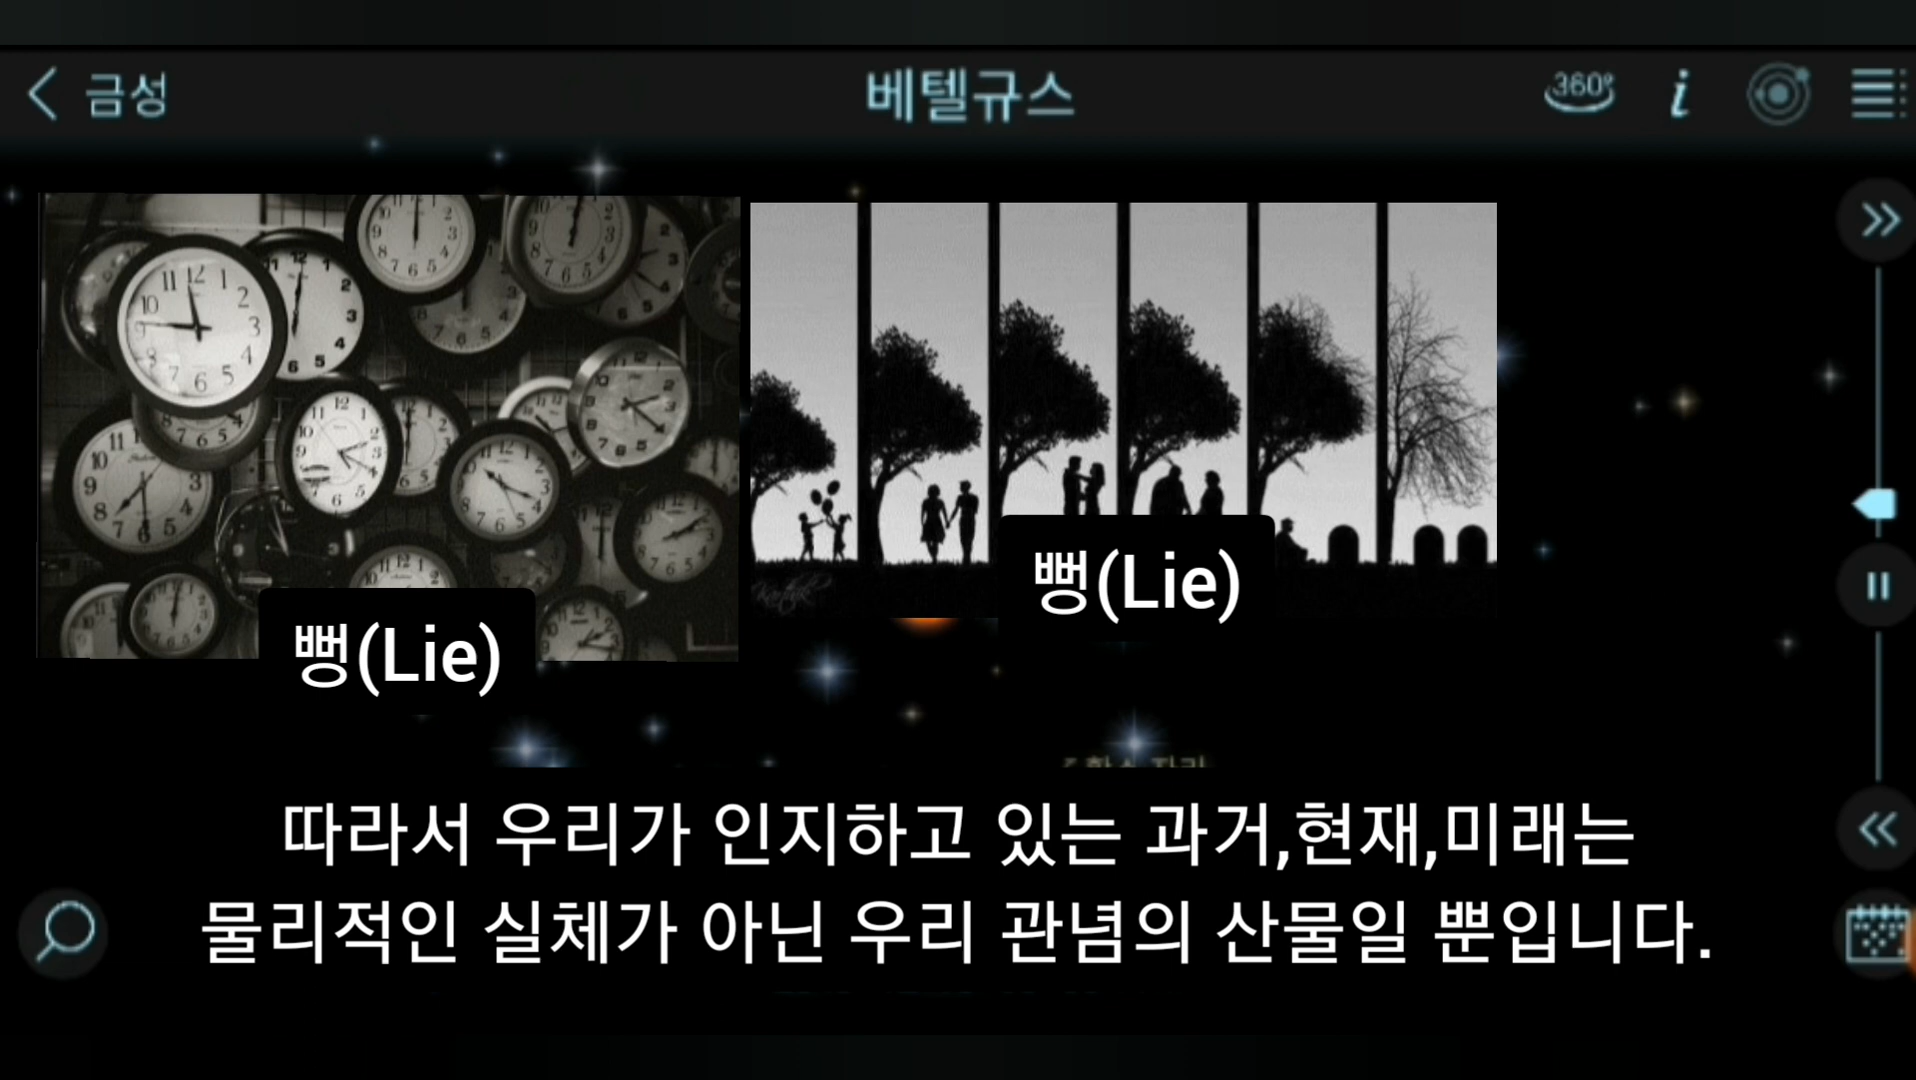 금성
베텔규스
360°
i
뻥(Lie)
뻥(Lie)
따라서 우리가 인지하고 있는 과거,현재,미래는
물리적인 실체가 아닌 우리 관념의 산물일 뿐입니다.